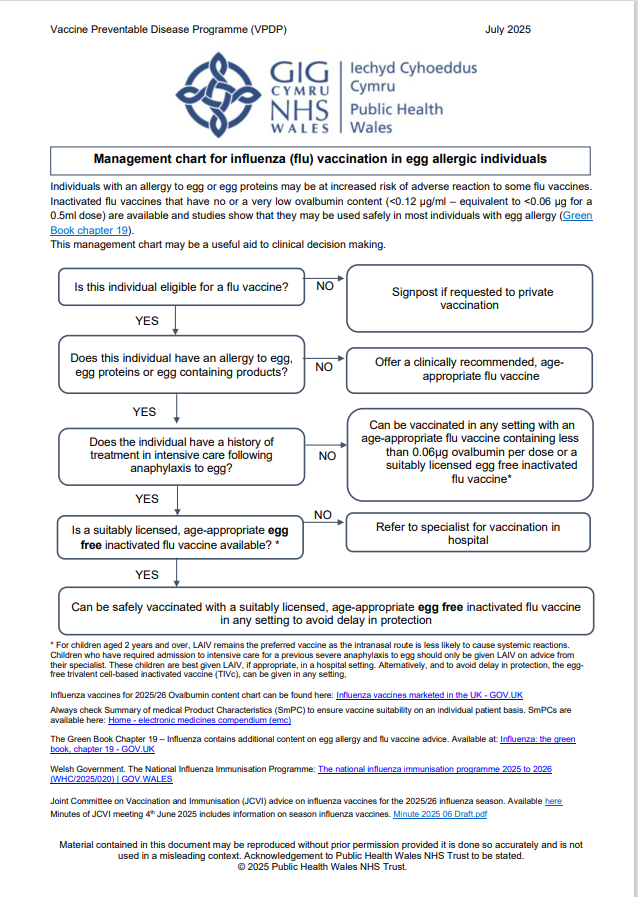 Vaccine Preventable Disease Programme (VPDP) July 2025
GIG
CYMRU
NHS
WALES
Iechyd Cyhoeddus
Cymru
Public Health
Wales
Management chart for influenza (flu) vaccination in egg allergic individuals
Individuals with an allergy to egg or egg proteins may be at increased risk of adverse reaction to some flu vaccines.
Inactivated flu vaccines that have no or a very low ovalbumin content (<0.12 µg/ml – equivalent to <0.06 µg for a
0.5ml dose) are available and studies show that they may be used safely in most individuals with egg allergy (Green
Book chapter 19).
This management chart may be a useful aid to clinical decision making.
Is this individual eligible for a flu vaccine?
NO
Signpost if requested to private
vaccination
YES
Does this individual have an allergy to egg,
egg proteins or egg containing products?
NO
Offer a clinically recommended, age-
appropriate flu vaccine
YES
Does the individual have a history of
treatment in intensive care following
anaphylaxis to egg?
NO
Can be vaccinated in any setting with an
age-appropriate flu vaccine containing less
than 0.06µg ovalbumin per dose or a
suitably licensed egg free inactivated
flu vaccine*
YES
Is a suitably licensed, age-appropriate egg
free inactivated flu vaccine available? *
NO
Refer to specialist for vaccination in
hospital
YES
Can be safely vaccinated with a suitably licensed, age-appropriate egg free inactivated flu vaccine
in any setting to avoid delay in protection
* For children aged 2 years and over, LAIV remains the preferred vaccine as the intranasal route is less likely to cause systemic reactions.
Children who have required admission to intensive care for a previous severe anaphylaxis to egg should only be given LAIV on advice from
their specialist. These children are best given LAIV, if appropriate, in a hospital setting. Alternatively, and to avoid delay in protection, the egg-
free trivalent cell-based inactivated vaccine (TIVc), can be given in any setting,
Influenza vaccines for 2025/26 Ovalbumin content chart can be found here: Influenza vaccines marketed in the UK - GOV.UK
Always check Summary of medical Product Characteristics (SmPC) to ensure vaccine suitability on an individual patient basis. SmPCs are
available here: Home - electronic medicines compendium (emc)
The Green Book Chapter 19 – Influenza contains additional content on egg allergy and flu vaccine advice. Available at: Influenza: the green
book, chapter 19 - GOV.UK
Welsh Government. The National Influenza Immunisation Programme: The national influenza immunisation programme 2025 to 2026
(WHC/2025/020) | GOV.WALES
Joint Committee on Vaccination and Immunisation (JCVI) advice on influenza vaccines for the 2025/26 influenza season. Available here
Minutes of JCVI meeting 4th June 2025 includes information on season influenza vaccines. Minute 2025 06 Draft.pdf
Material contained in this document may be reproduced without prior permission provided it is done so accurately and is not
used in a misleading context. Acknowledgement to Public Health Wales NHS Trust to be stated.
© 2025 Public Health Wales NHS Trust.